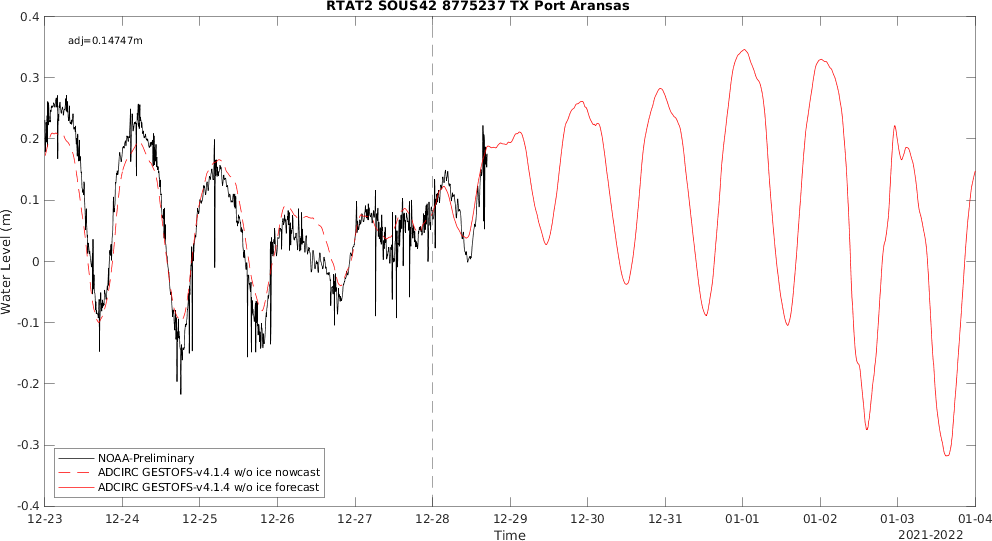 RTAT2 SOUS42 8775237 TX Port Aransas
adj=0.14747m
Water Level (m)
0.4
0.3
0.2
0.1
0
-0.1
-0.2
-0.3
-0.4
NOAA-Preliminary
ADCIRC GESTOFS-v4.1.4 w/o ice nowcast
ADCIRC GESTOFS-v4.1.4 w/o ice forecast
12-23 12-24 12-25 12-26 12-27 12-28 12-29 12-30 12-31 01-01 01-02 01-03 01-04
Time
2021-2022